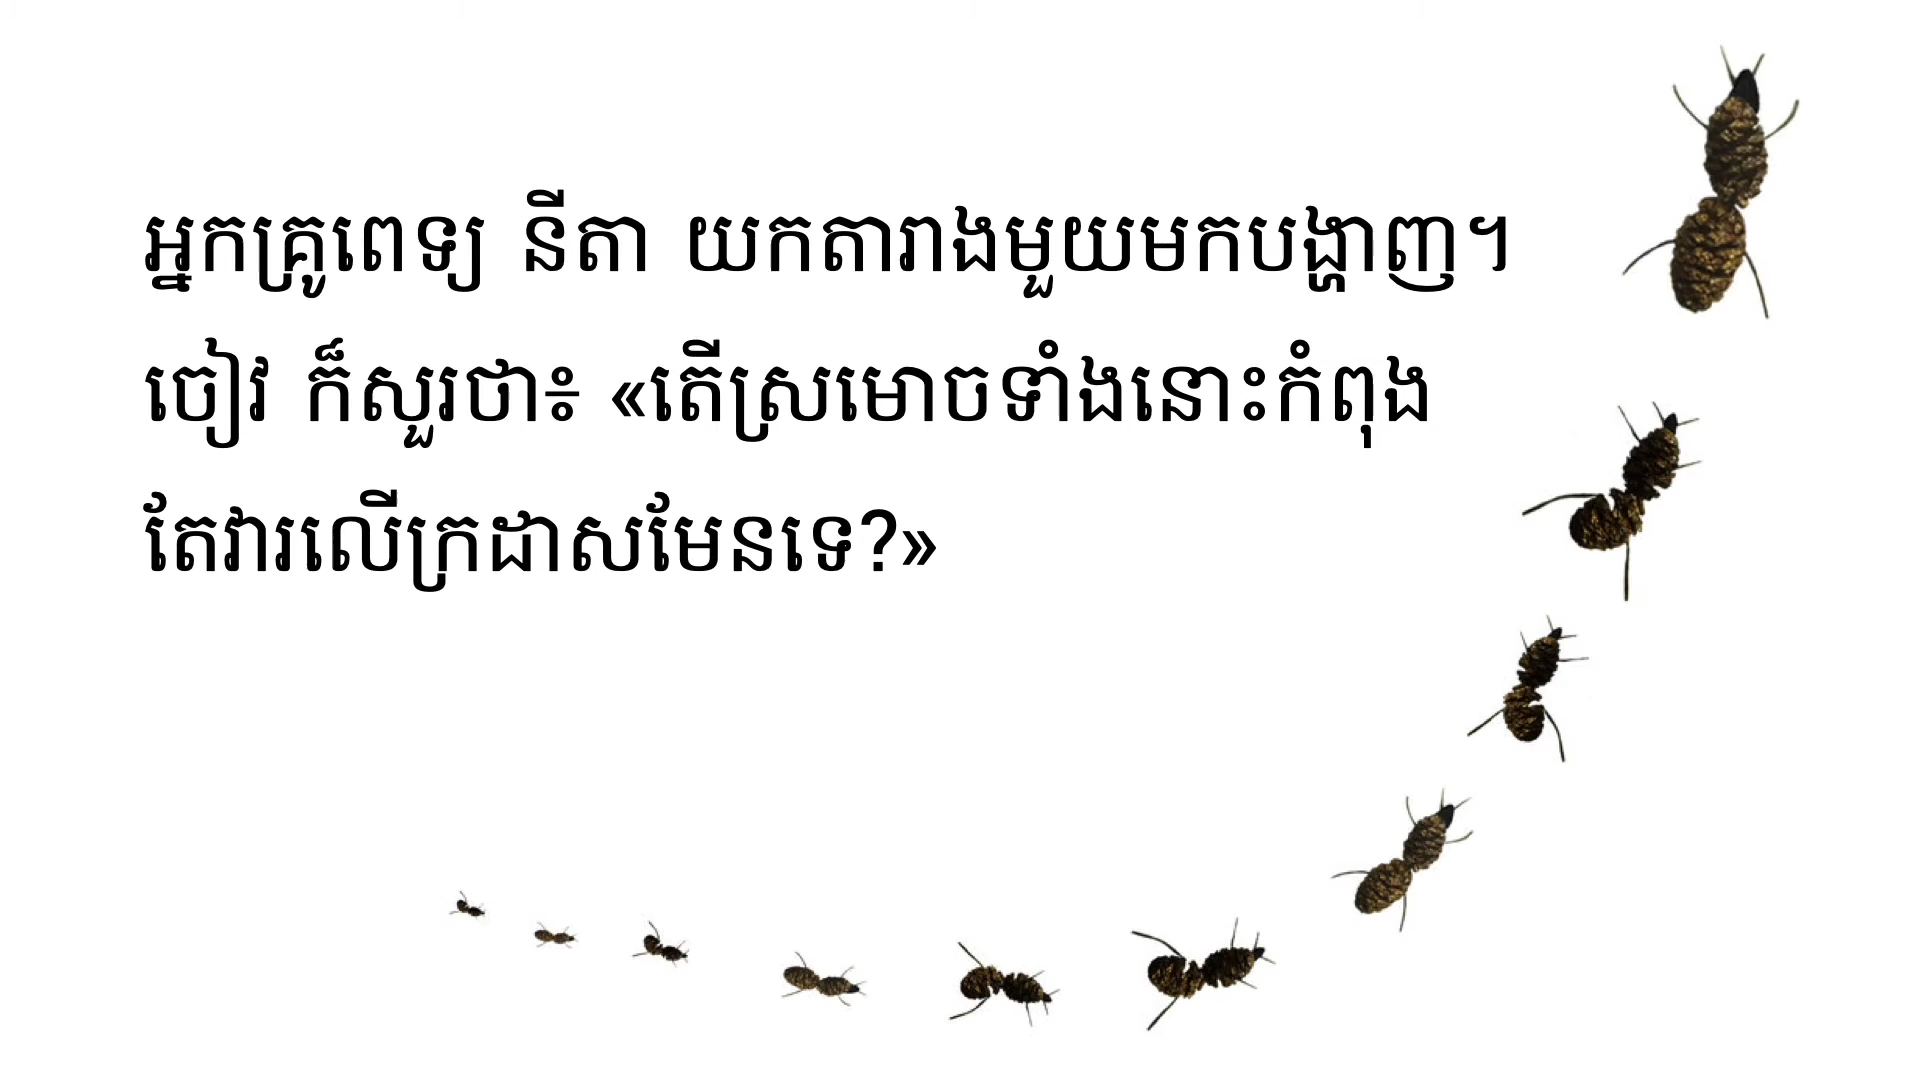 អ្នកគ្រូពេទ្យ នីតា យកតារាងមួយមកបង្ហាញ។
ចៀវ ក៏សួរថា៖ «តើស្រមោចទាំងនោះកំពុង
តែវារលើក្រដាសមែនទេ?»